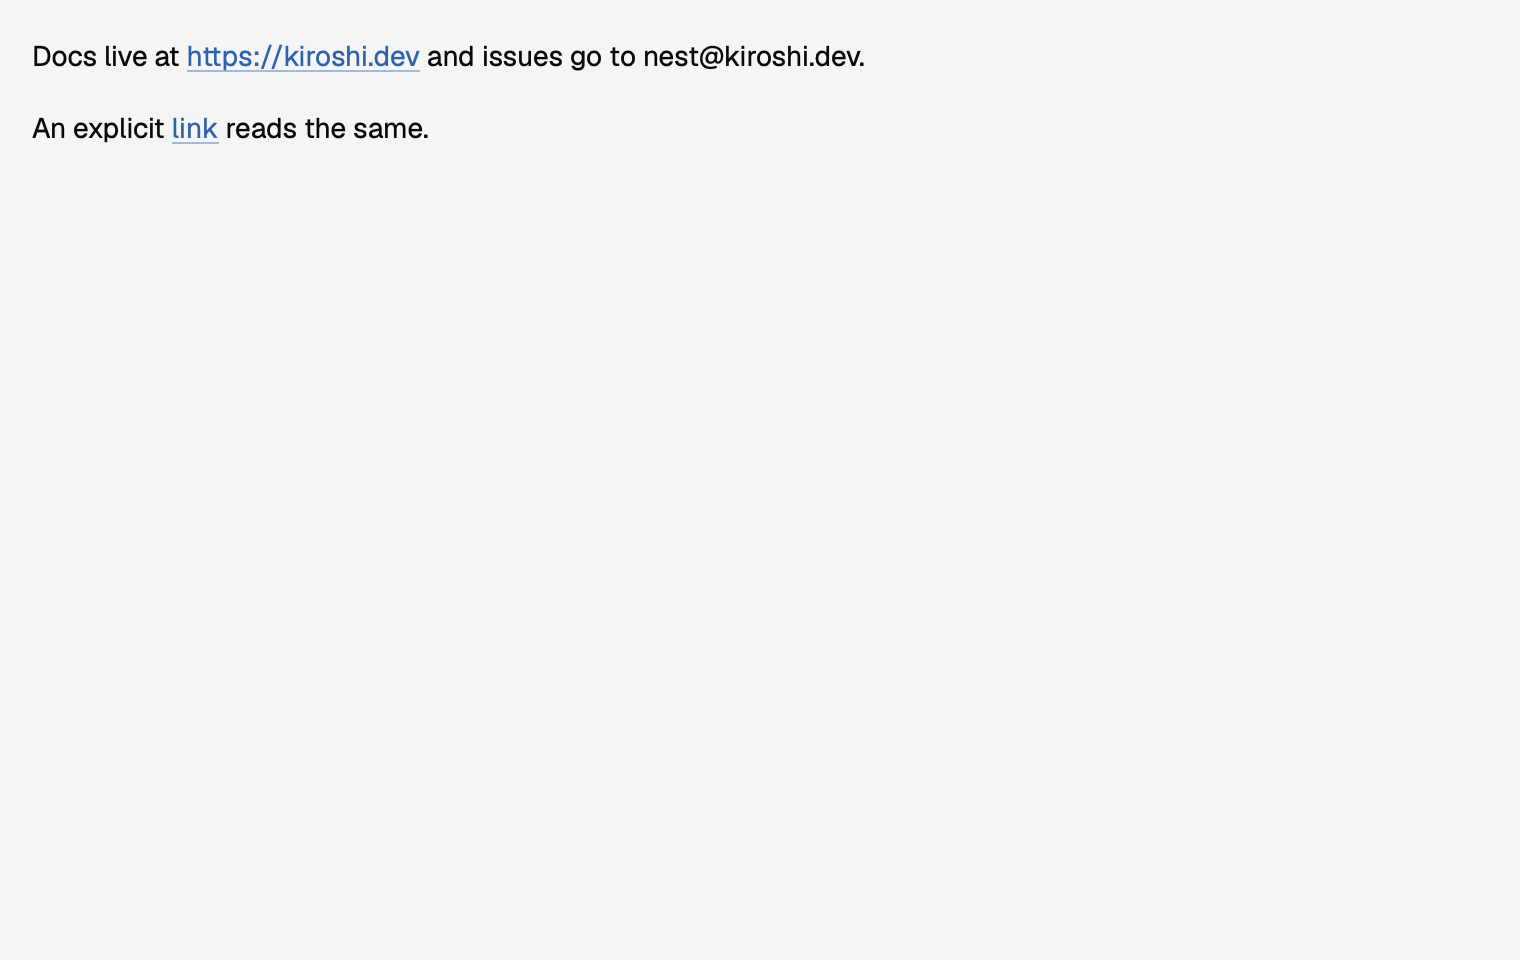 Docs live at https://kiroshi.dev and issues go to nest@kiroshi.dev.
An explicit link reads the same.